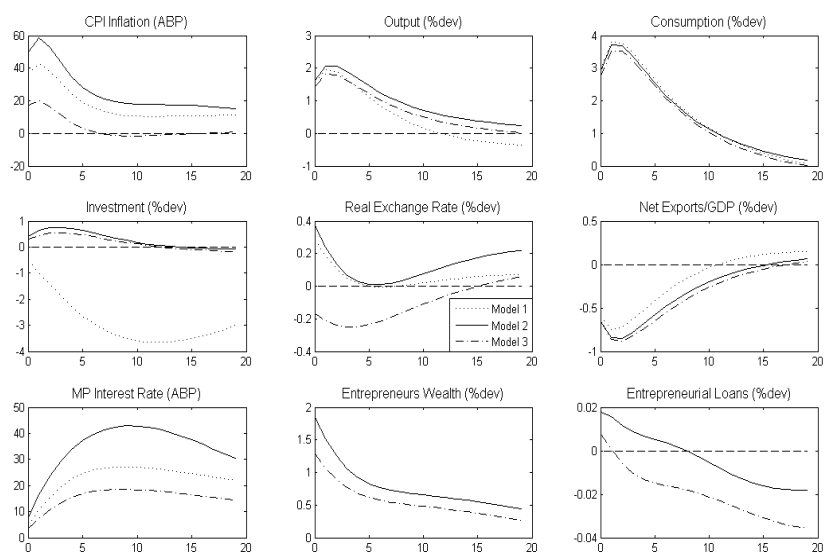 CPI Inflation (ABP)
60
40
20
0
-20
0 5 10 15 20
Output (%dev)
3
2
1
0
-1
0 5 10 15 20
Consumption (%dev)
4
3
2
1
0
0 5 10 15 20
Investment (%dev)
1
0
-1
-2
-3
-4
0 5 10 15 20
Real Exchange Rate (%dev)
0.4
0.2
0
-0.2
-0.4
0 5 10 15 20
Model 1
Model 2
Model 3
Net Exports/GDP (%dev)
0.5
0
-0.5
-1
0 5 10 15 20
MP Interest Rate (ABP)
50
40
30
20
10
0
0 5 10 15 20
Entrepreneurs Wealth (%dev)
2
1.5
1
0.5
0
0 5 10 15 20
Entrepreneurial Loans (%dev)
0.02
0
-0.02
-0.04
0 5 10 15 20